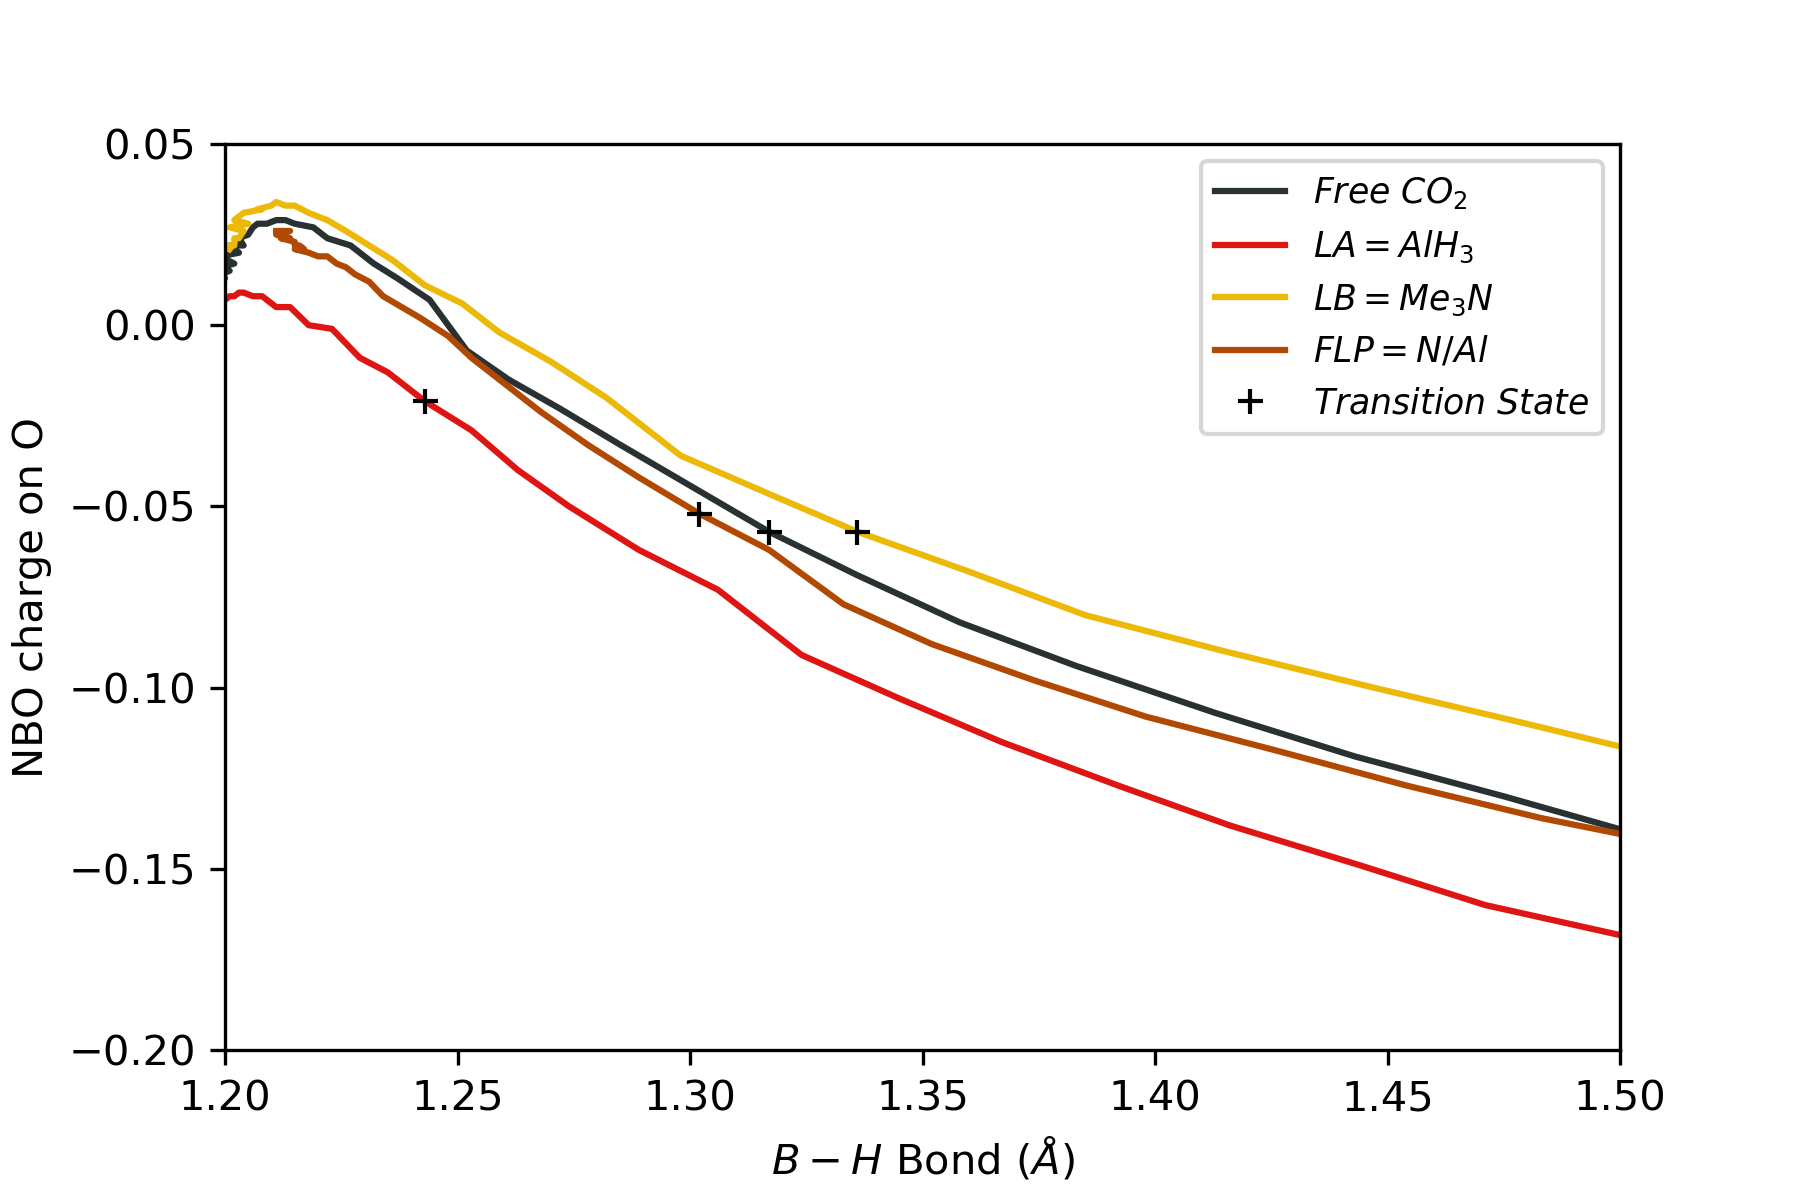 0.05
0.00
−0.05
−0.10
−0.15
−0.20
NBO charge on O
1.20 1.25 1.30 1.35 1.40 1.45 1.50
B − H Bond (Å)
Free CO₂
LA = AlH₃
LB = Me₃N
FLP = N/Al
Transition State